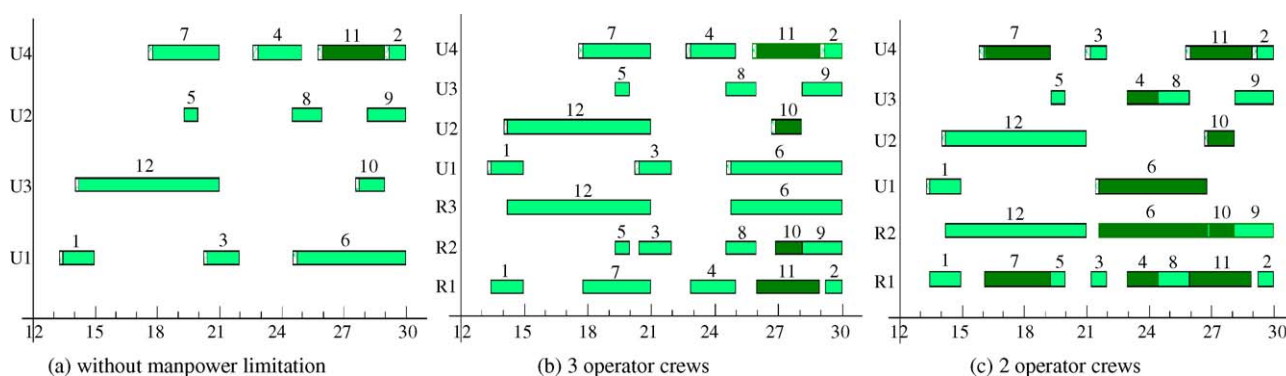 7 4 11 2
U4
5 8 9
U2
12 10
U3
1 3 6
U1
12 15 18 21 24 27 30
(a) without manpower limitation
7 4 11 2
U4
5 8 9
U3
12 10
U2
1 3 6
U1
12 6
R3
5 3 8 10 9
R2
1 7 4 11 2
R1
12 15 18 21 24 27 30
(b) 3 operator crews
7 3 11 2
U4
5 4 8 9
U3
12 10
U2
1 6
U1
12 6 10 9
R2
1 7 5 3 4 8 11 2
R1
12 15 18 21 24 27 30
(c) 2 operator crews